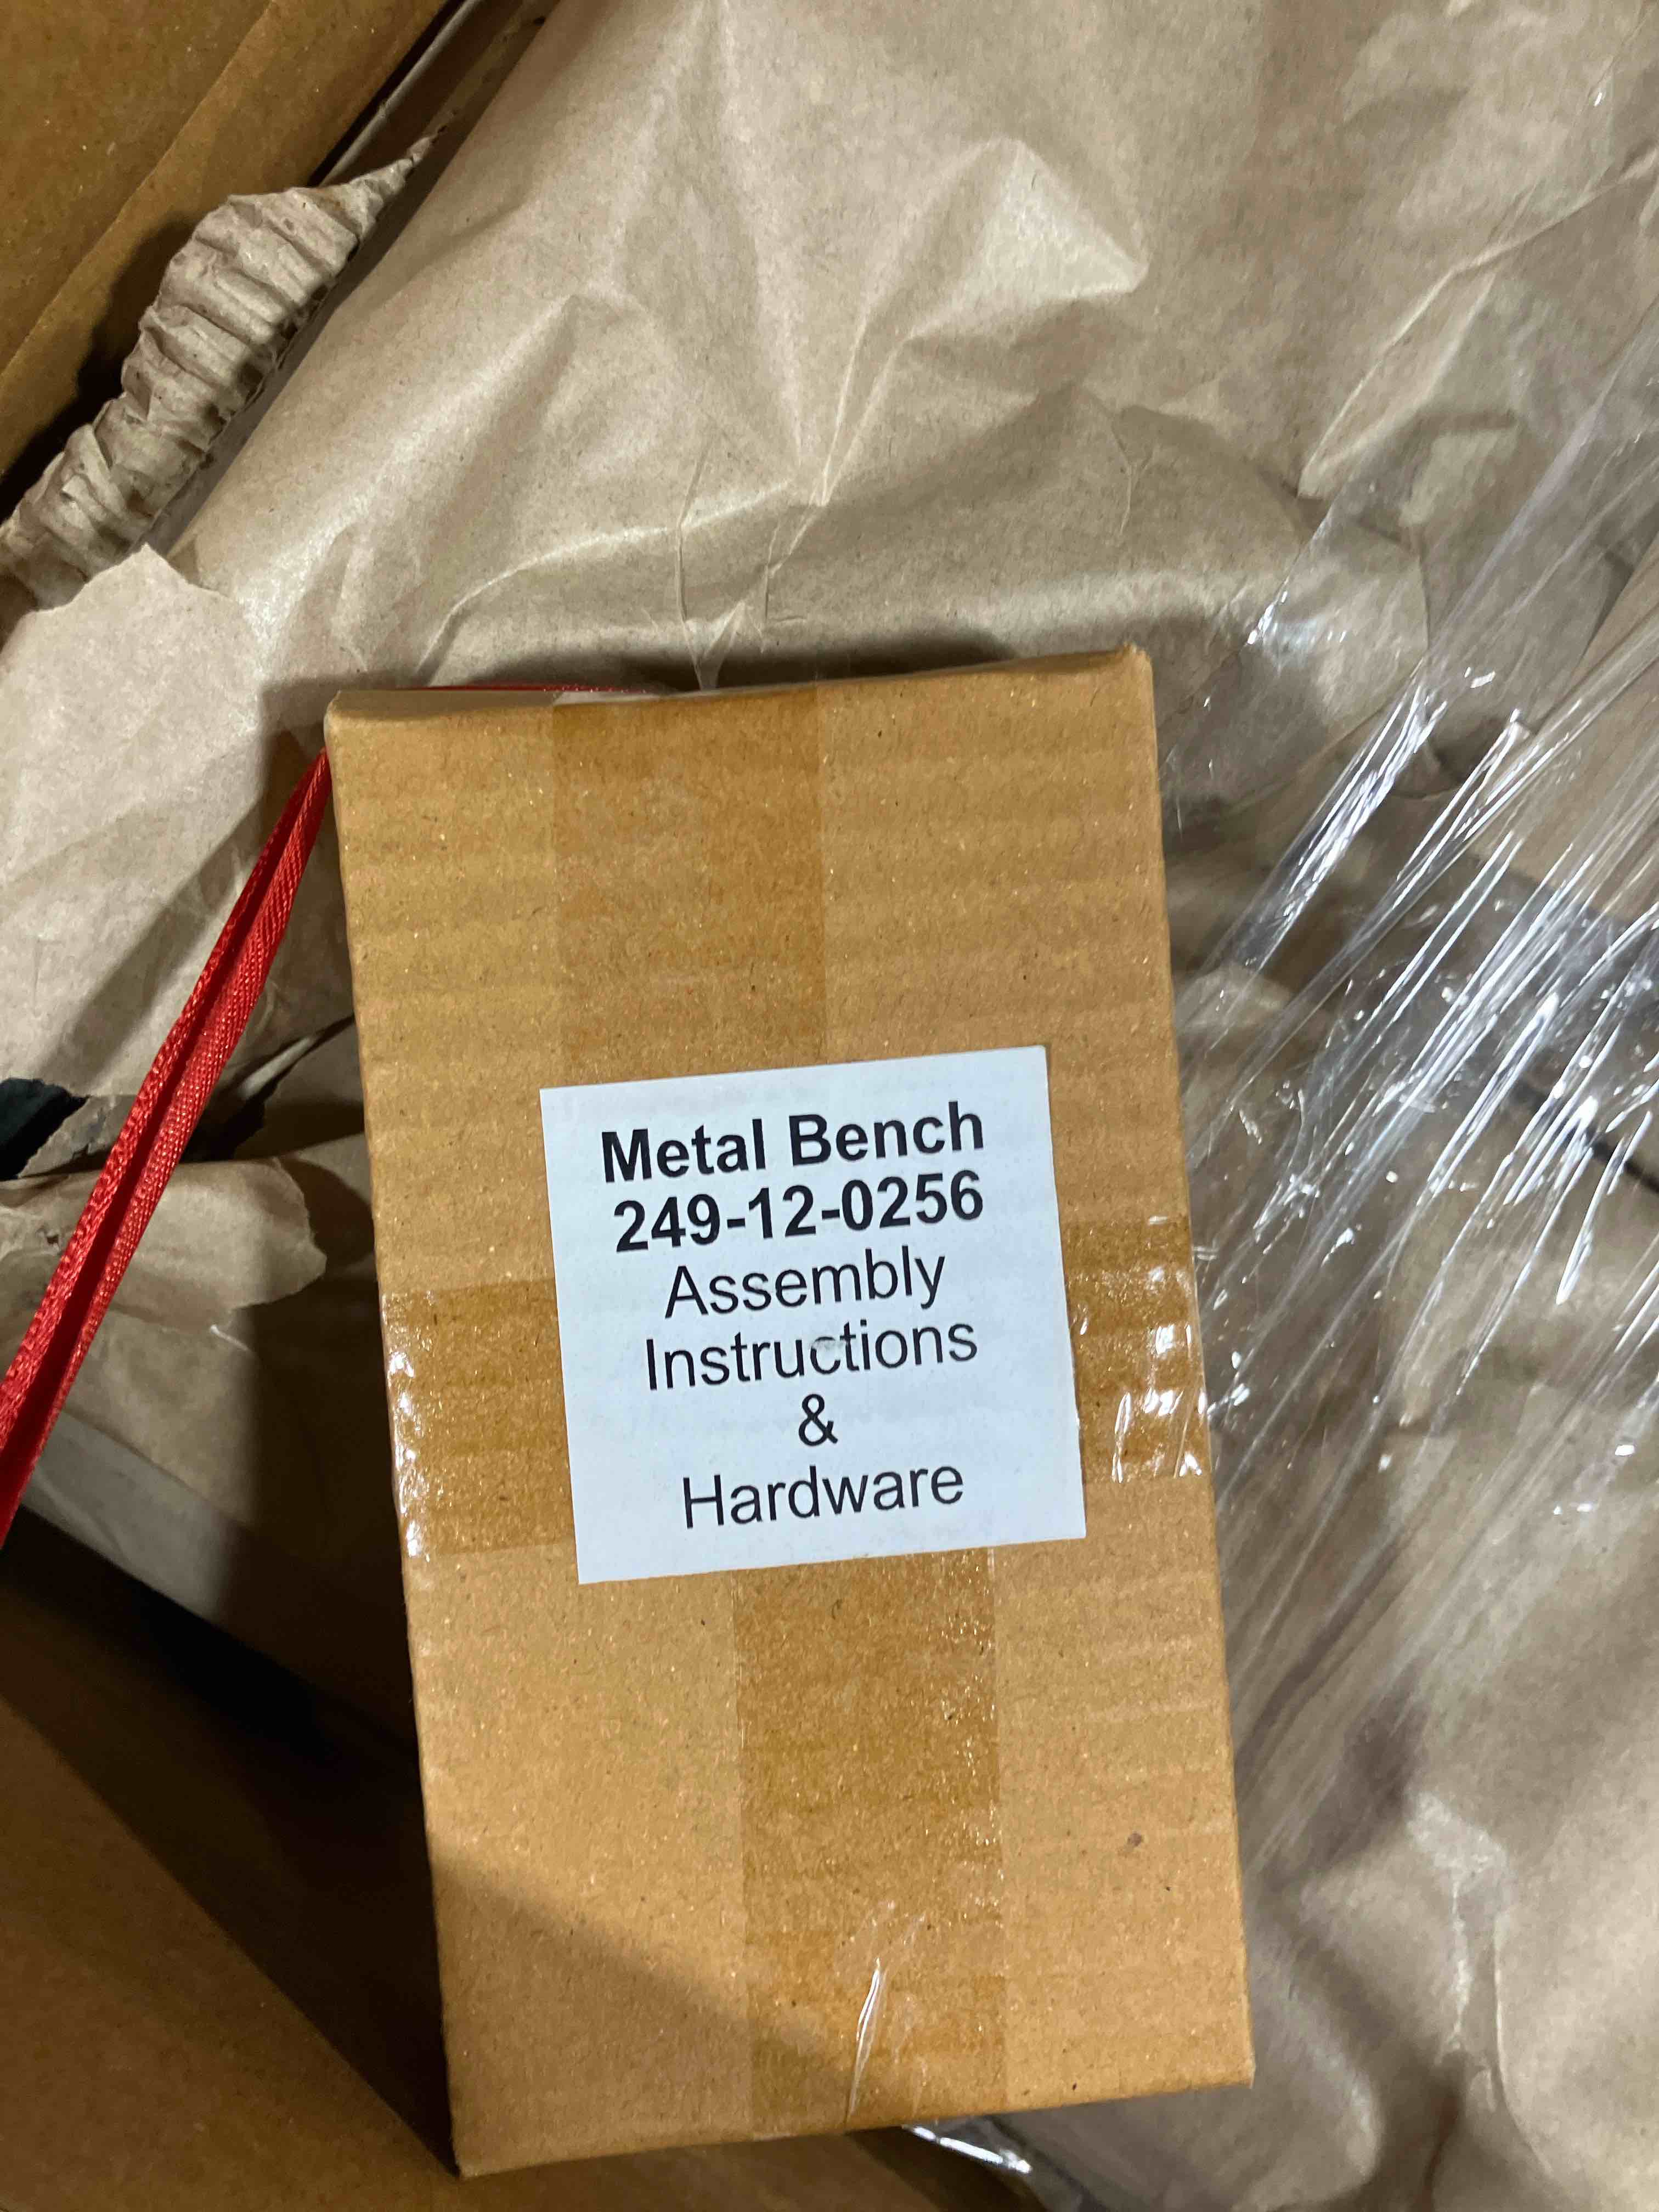 Metal Bench
249-12-0256
Assembly
Instructions
&
Hardware